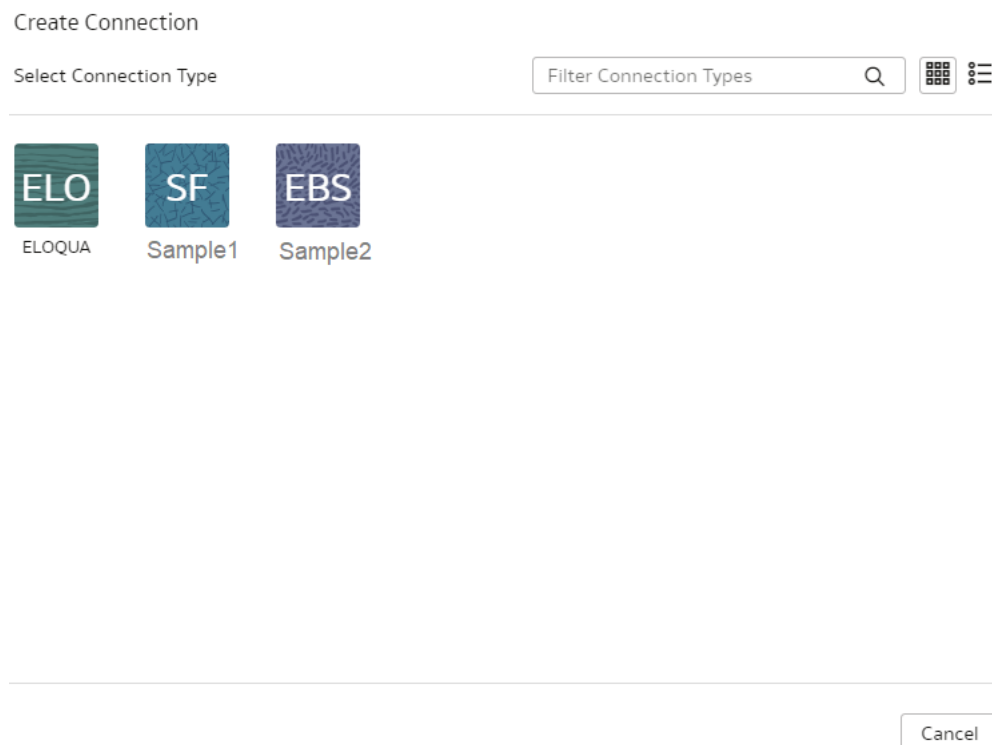 Create Connection
Select Connection Type
Filter Connection Types
ELO SF EBS
ELOQUA Sample1 Sample2
Cancel